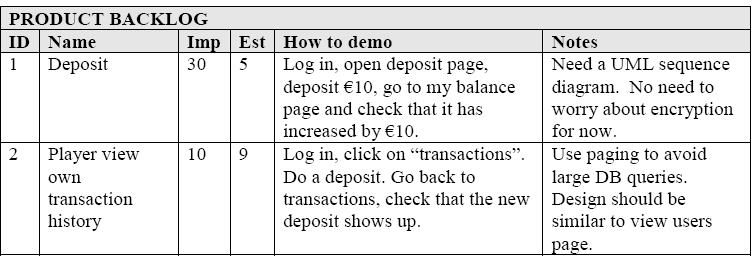 PRODUCT BACKLOG
ID Name Imp Est How to demo Notes
1 Deposit 30 5 Log in, open deposit page, Need a UML sequence
deposit €10, go to my balance diagram.  No need to
page and check that it has worry about encryption
increased by €10. for now.
2 Player view 10 9 Log in, click on “transactions”. Use paging to avoid
own Do a deposit. Go back to large DB queries.
transaction transactions, check that the new Design should be
history deposit shows up. similar to view users
page.